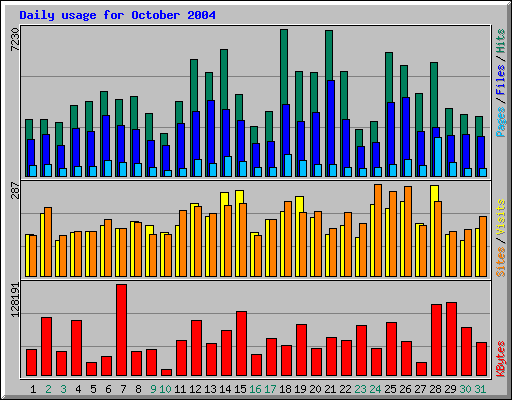 Daily usage for October 2004
7230
Pages / Files / Hits
287
Sites / Visits
128191
KBytes
1 2 3 4 5 6 7 8 9 10 11 12 13 14 15 16 17 18 19 20 21 22 23 24 25 26 27 28 29 30 31